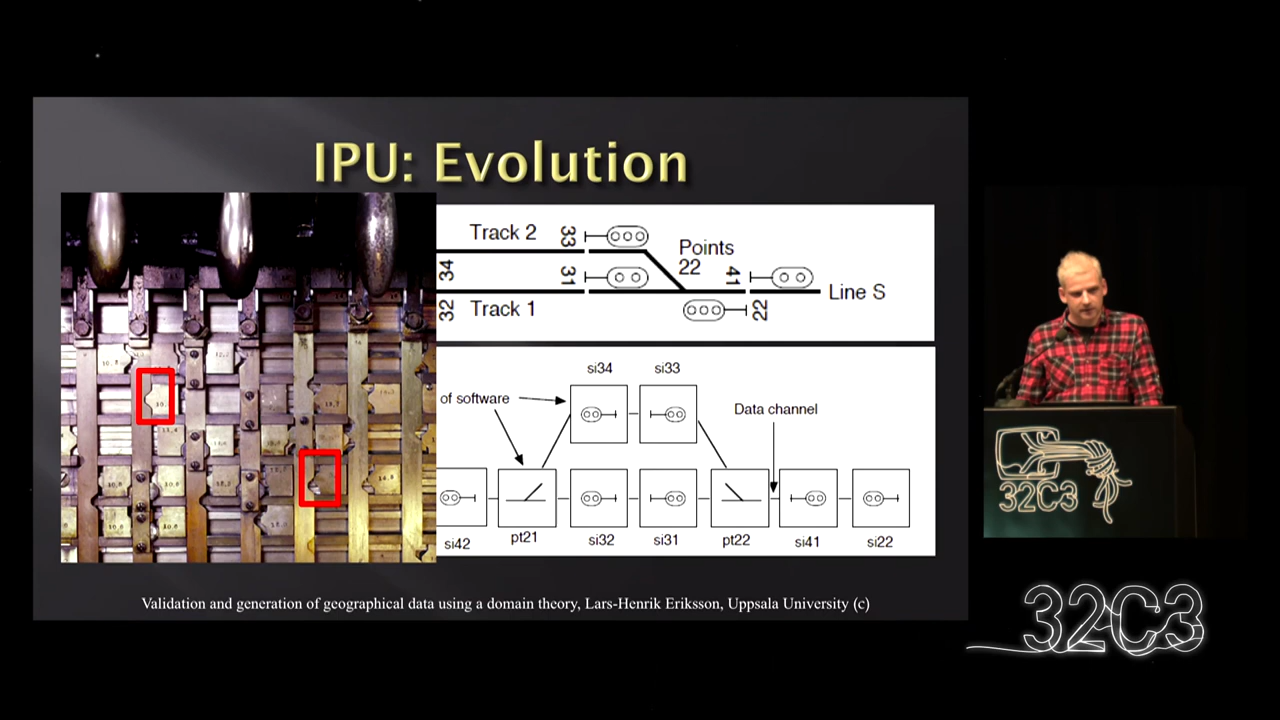 IPU: Evolution
Track 2
33
Points
22
34
31
41
Line S
32
Track 1
22
si34
si33
of software
Data channel
si42
pt21
si32
si31
pt22
si41
si22
Validation and generation of geographical data using a domain theory, Lars-Henrik Eriksson, Uppsala University (c)
32C3
32C3